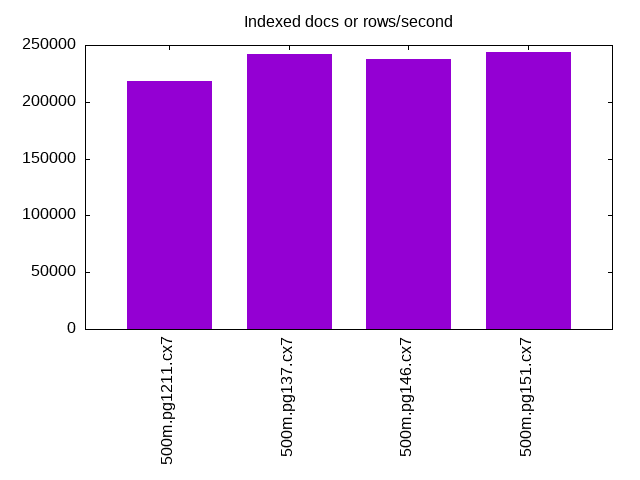 Indexed docs or rows/second
250000
200000
150000
100000
50000
0
500m.pg1211.cx7
500m.pg137.cx7
500m.pg146.cx7
500m.pg151.cx7